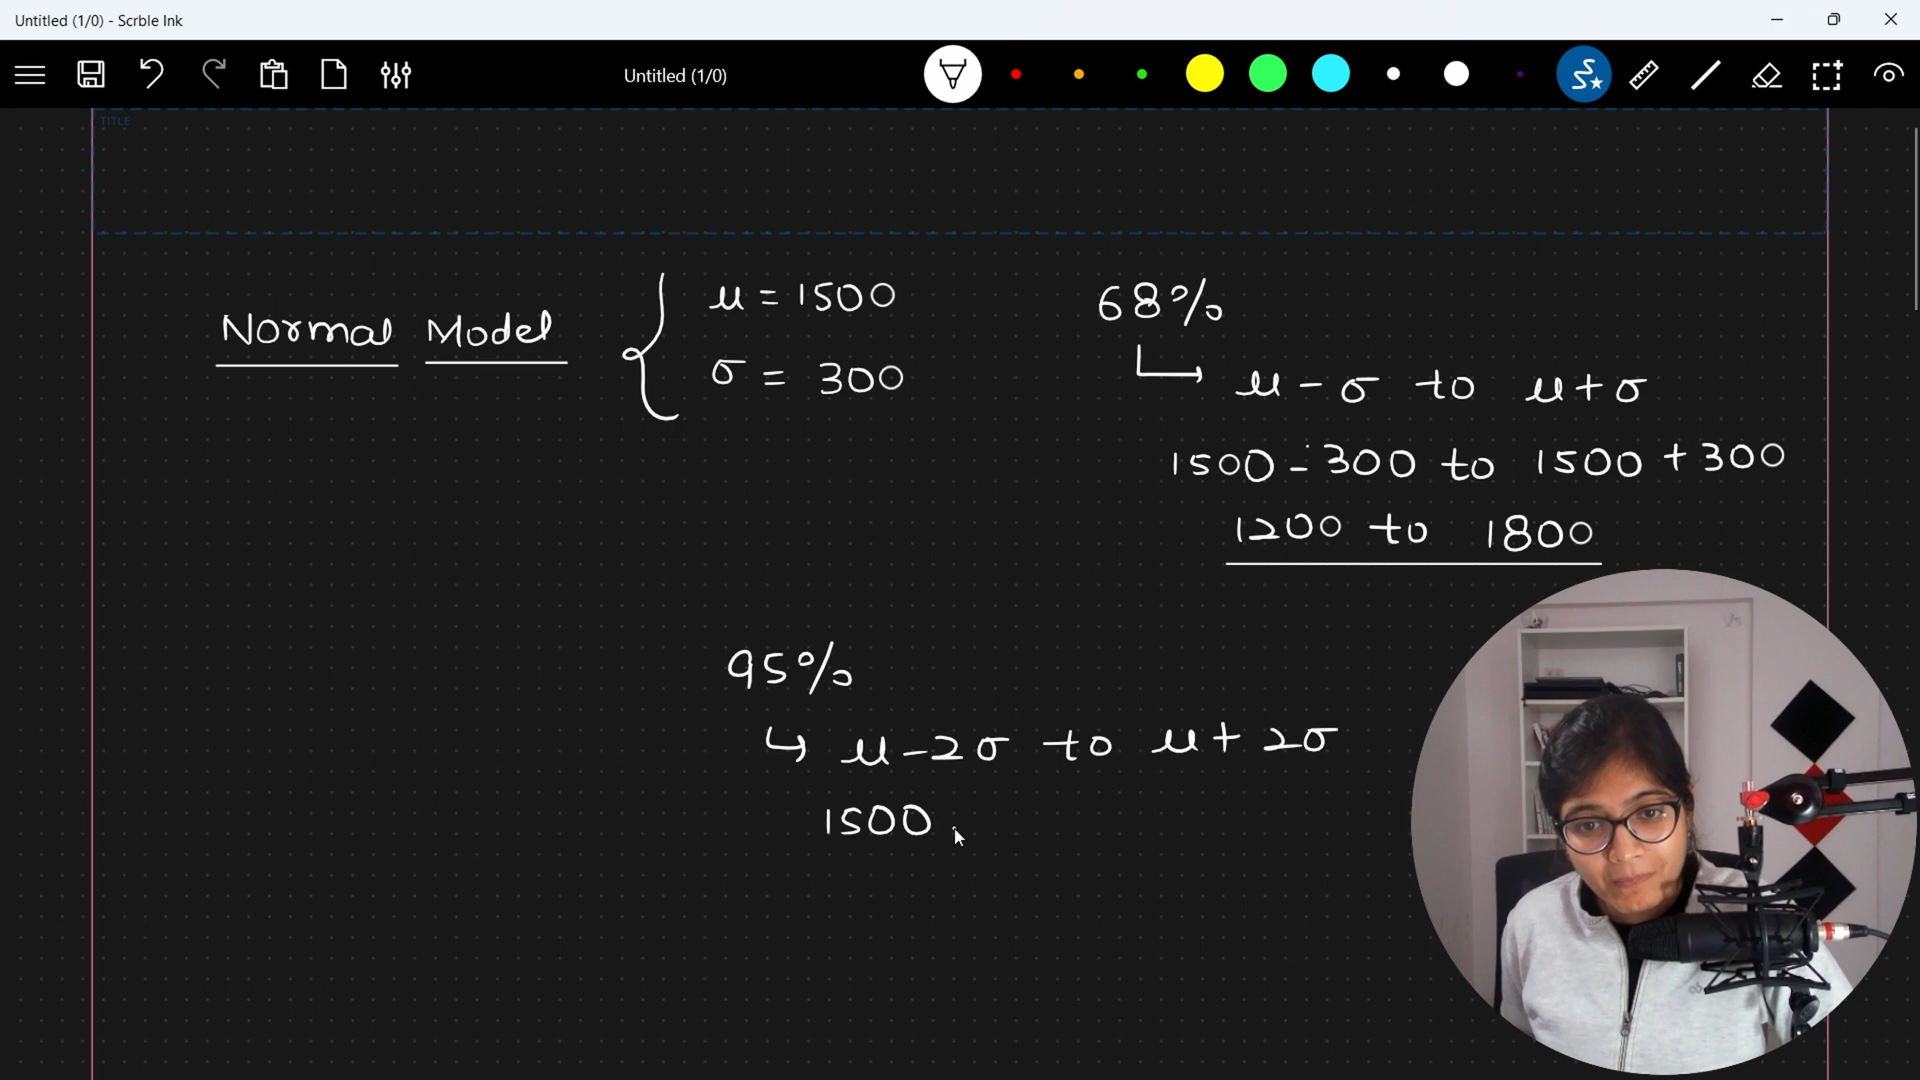 Untitled (1/0) - Scrble Ink
Untitled (1/0)
TITLE
Normal Model
μ = 1500
σ = 300
68%
μ - σ to μ + σ
1500 - 300 to 1500 + 300
1200 to 1800
95%
μ - 2σ to μ + 2σ
1500